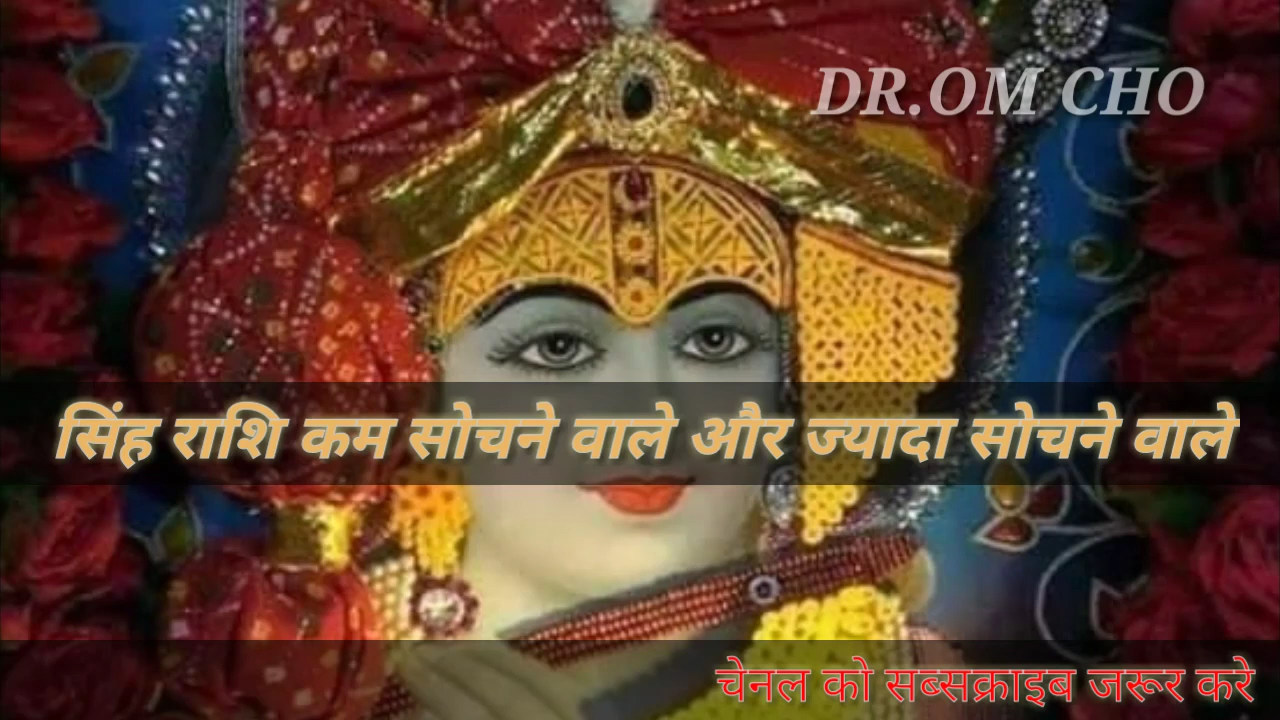 DR.OM CHO
सिंह राशि कम सोचने वाले और ज्यादा सोचने वाले
चेनल को सब्सक्राइब जरूर करे